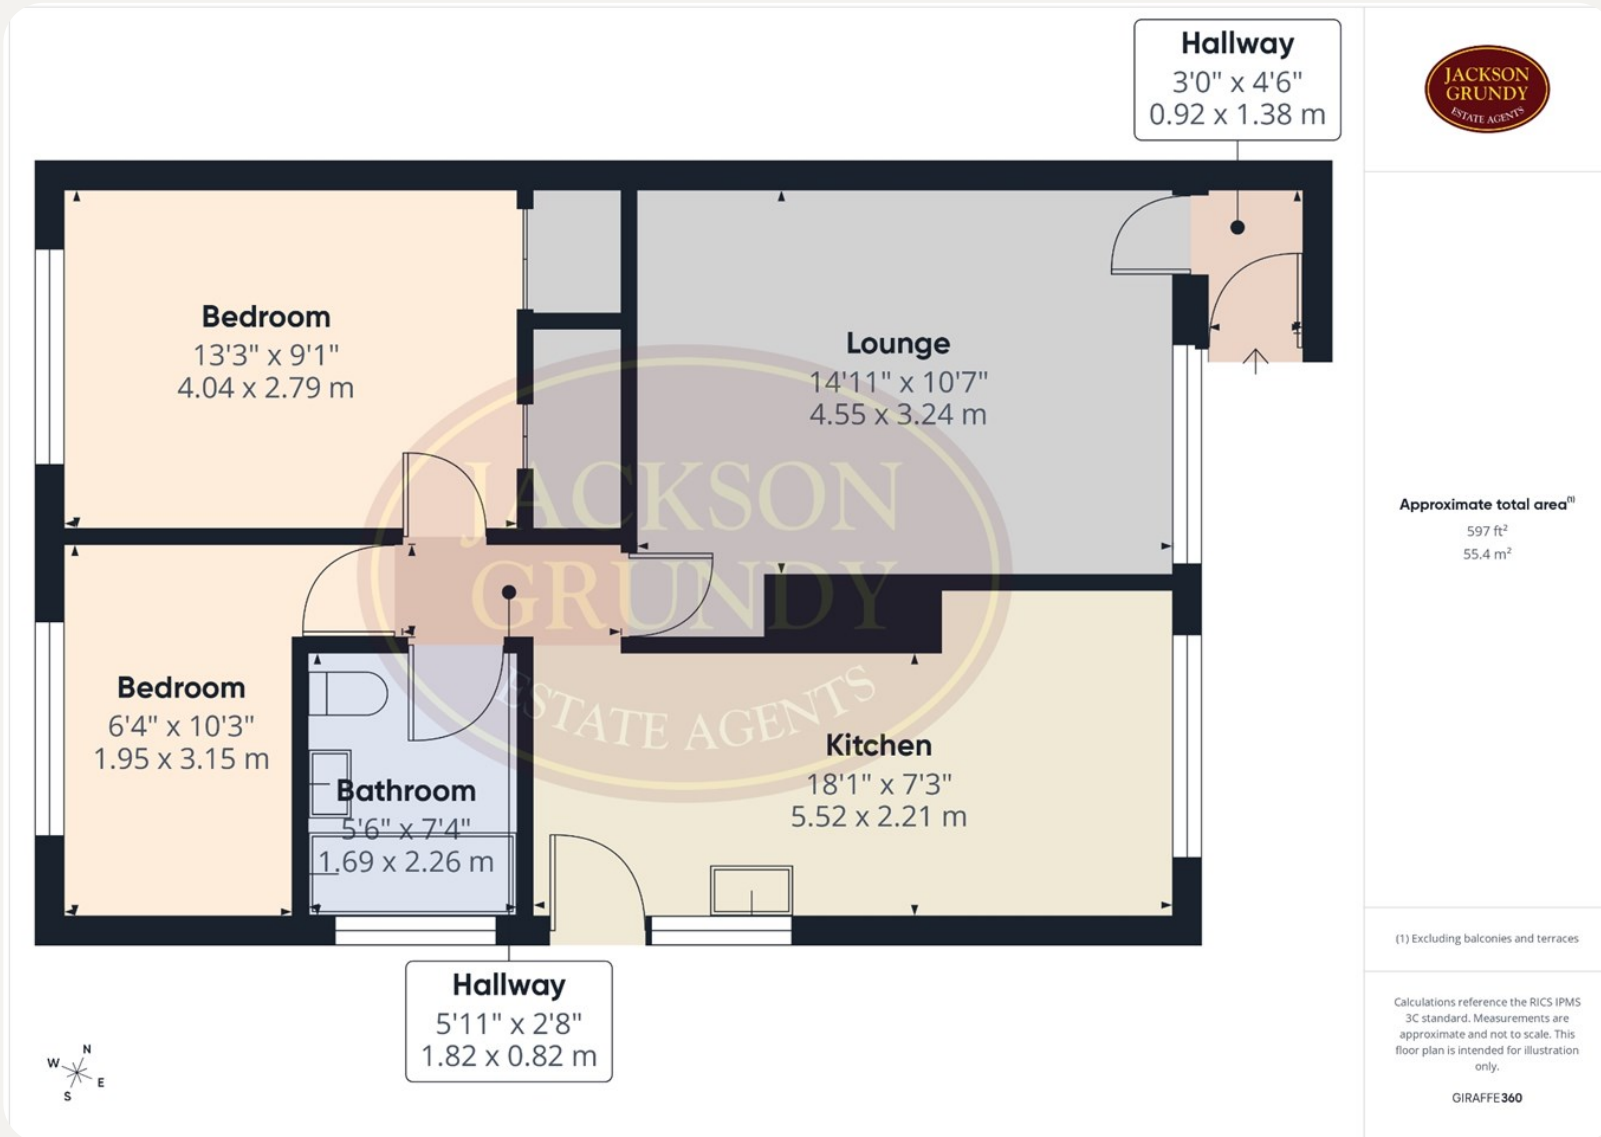 Hallway
3'0" x 4'6"
0.92 x 1.38 m
JACKSON
GRUNDY
ESTATE AGENTS
Bedroom
13'3" x 9'1"
4.04 x 2.79 m
Lounge
14'11" x 10'7"
4.55 x 3.24 m
JACKSON
GRUNDY
ESTATE AGENTS
Approximate total area(1)
597 ft²
55.4 m²
Bedroom
6'4" x 10'3"
1.95 x 3.15 m
Bathroom
5'6" x 7'4"
1.69 x 2.26 m
Kitchen
18'1" x 7'3"
5.52 x 2.21 m
Hallway
5'11" x 2'8"
1.82 x 0.82 m
(1) Excluding balconies and terraces
Calculations reference the RICS IPMS
3C standard. Measurements are
approximate and not to scale. This
floor plan is intended for illustration
only.
GIRAFFE360
N
W
E
S